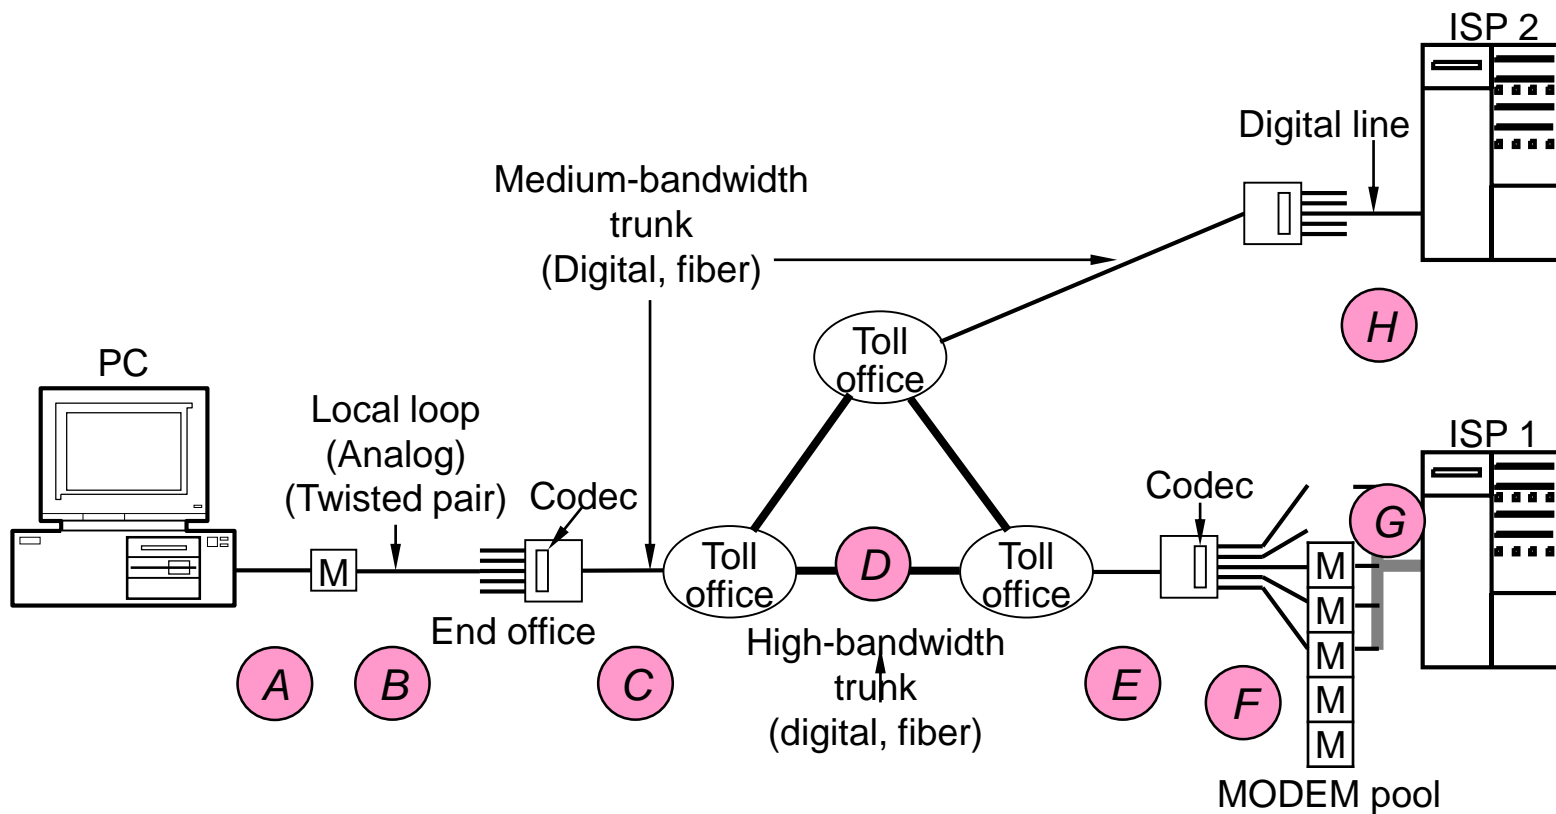 ISP 2
Digital line
Medium-bandwidth
trunk
(Digital, fiber)
H
Toll
office
PC
Local loop
(Analog)
(Twisted pair)
Codec
ISP 1
Codec
G
M
Toll
office
D
Toll
office
M
M
M
M
M
End office
High-bandwidth
trunk
(digital, fiber)
A
B
C
E
F
MODEM pool